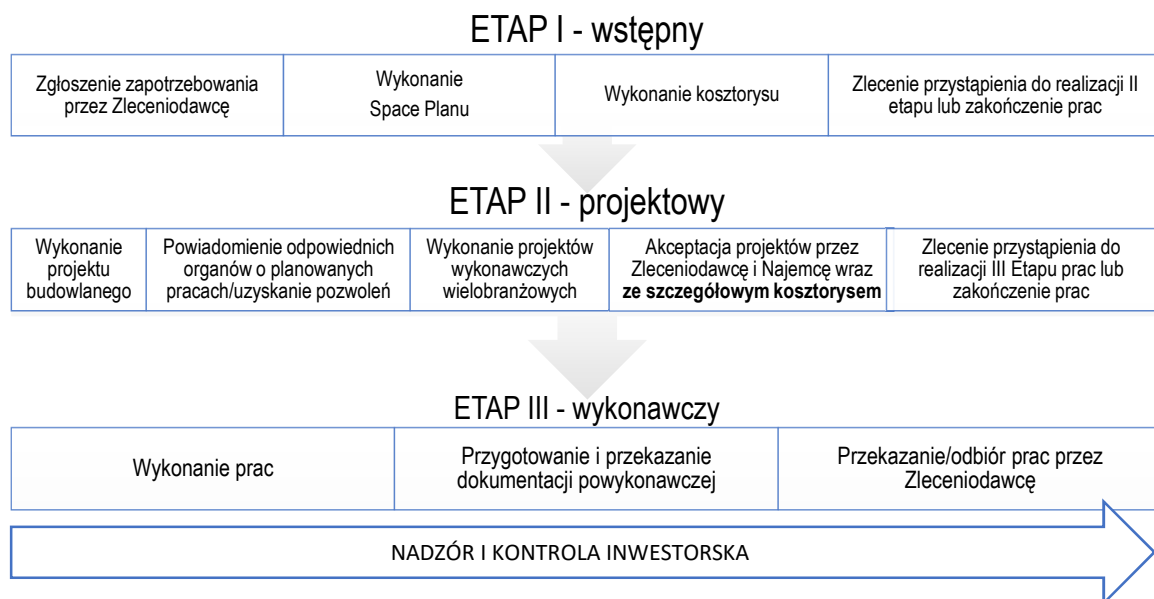 ETAP I - wstępny
Zgłoszenie zapotrzebowania
przez Zleceniodawcę
Wykonanie
Space Planu
Wykonanie kosztorysu
Zlecenie przystąpienia do realizacji II
etapu lub zakończenie prac
ETAP II - projektowy
Wykonanie
projektu
budowlanego
Powiadomienie odpowiednich
organów o planowanych
pracach/uzyskanie pozwoleń
Wykonanie projektów
wykonawczych
wielobranżowych
Akceptacja projektów przez
Zleceniodawcę i Najemcę wraz
ze szczegółowym kosztorysem
Zlecenie przystąpienia do
realizacji III Etapu prac lub
zakończenie prac
ETAP III - wykonawczy
Wykonanie prac
Przygotowanie i przekazanie
dokumentacji powykonawczej
Przekazanie/odbiór prac przez
Zleceniodawcę
NADZÓR I KONTROLA INWESTORSKA